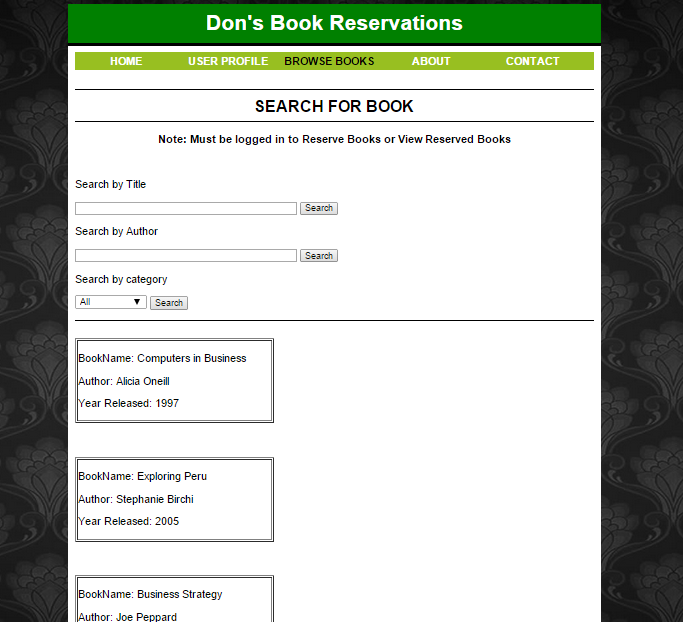 Don's Book Reservations
HOME USER PROFILE BROWSE BOOKS ABOUT CONTACT
SEARCH FOR BOOK
Note: Must be logged in to Reserve Books or View Reserved Books
Search by Title
Search
Search by Author
Search
Search by category
All ▼ Search
BookName: Computers in Business
Author: Alicia Oneill
Year Released: 1997
BookName: Exploring Peru
Author: Stephanie Birchi
Year Released: 2005
BookName: Business Strategy
Author: Joe Peppard